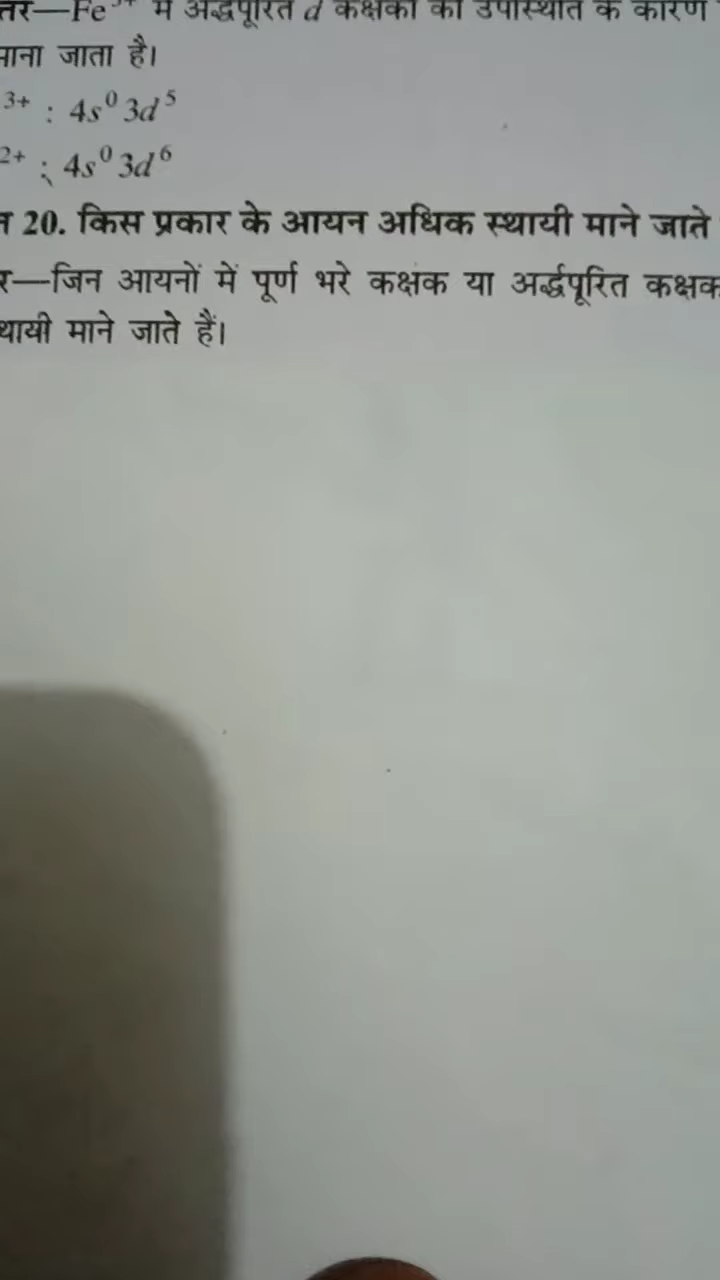 तर—Fe³⁺ में अर्द्धपूरित d कक्षकों की उपस्थिति के कारण
माना जाता है।
³⁺ : 4s⁰ 3d⁵
²⁺ : 4s⁰ 3d⁶
न 20. किस प्रकार के आयन अधिक स्थायी माने जाते
र—जिन आयनों में पूर्ण भरे कक्षक या अर्द्धपूरित कक्षक
थायी माने जाते हैं।